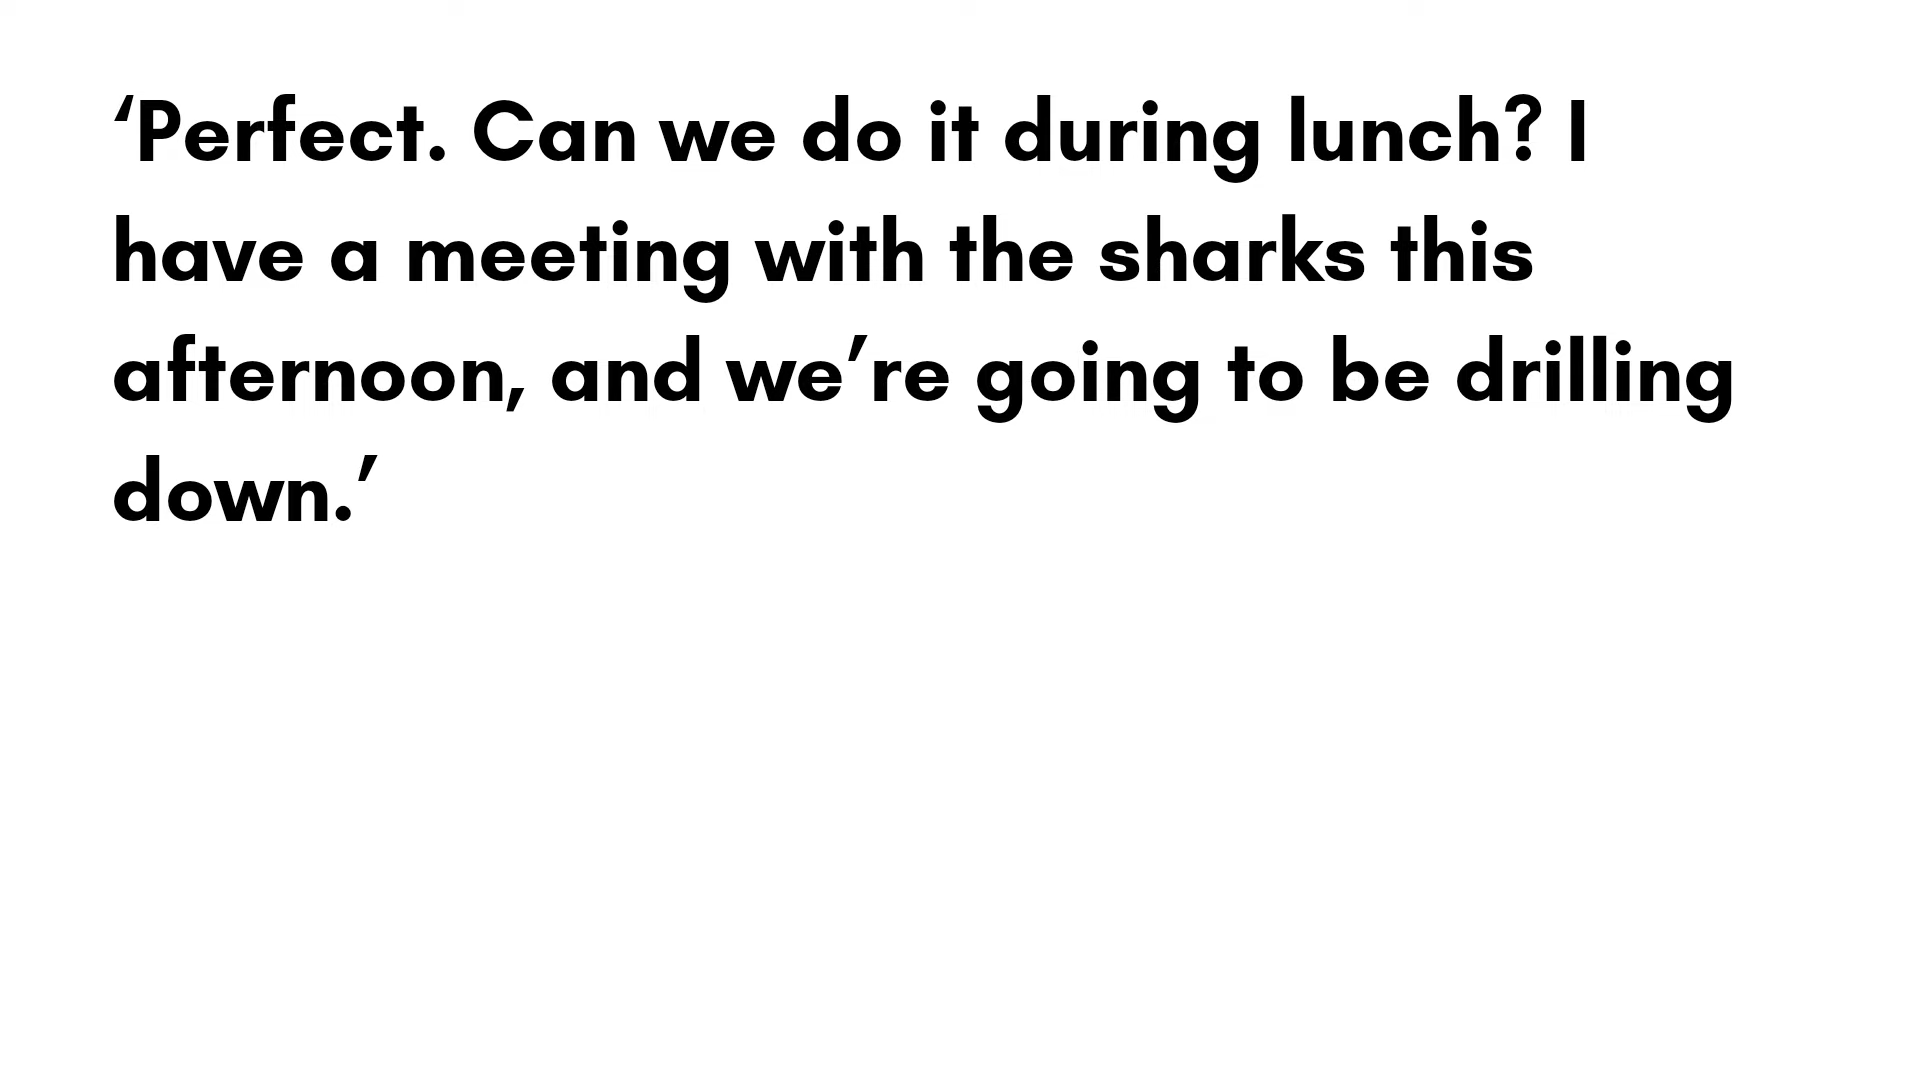 ‘Perfect. Can we do it during lunch? I
have a meeting with the sharks this
afternoon, and we’re going to be drilling
down.’